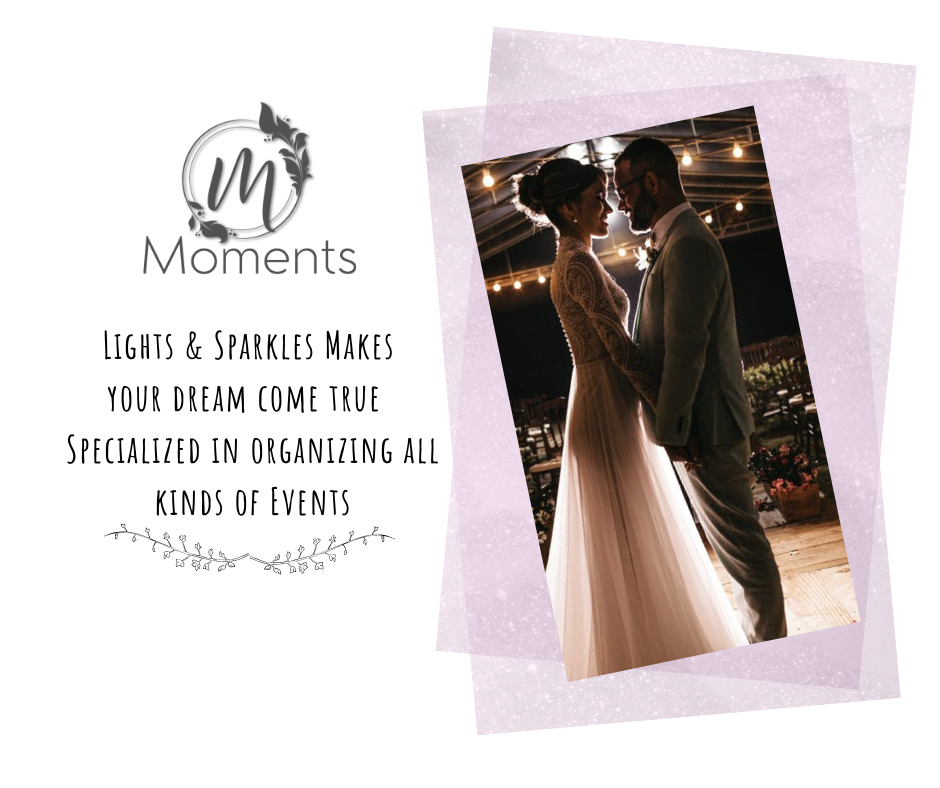 M
Moments
Lights & Sparkles Makes
your dream come true
Specialized in organizing all
kinds of Events